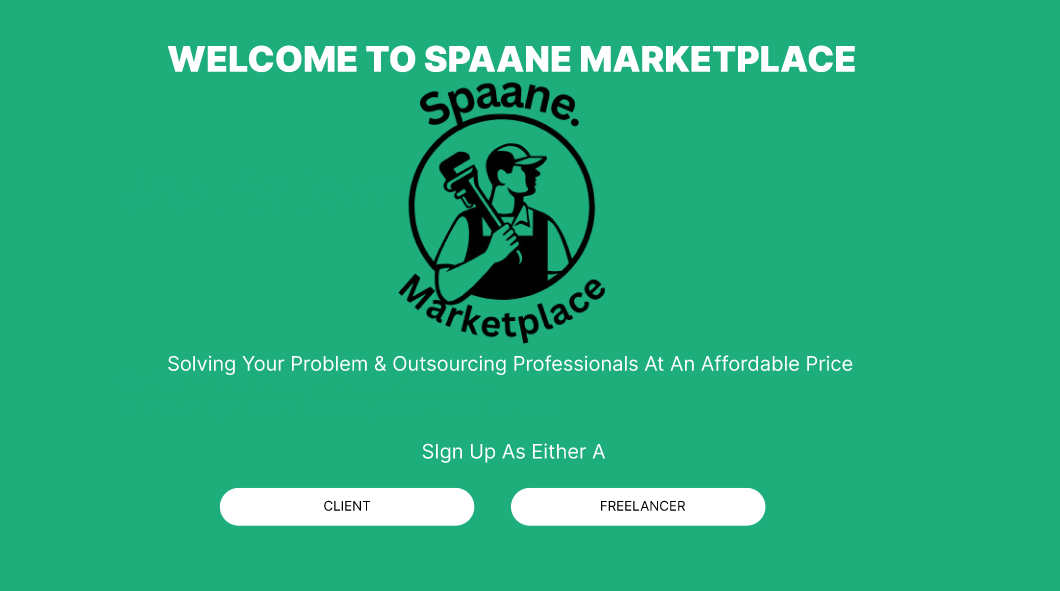 WELCOME TO SPAANE MARKETPLACE
Spaane.
Marketplace
Solving Your Problem & Outsourcing Professionals At An Affordable Price
SIgn Up As Either A
CLIENT
FREELANCER